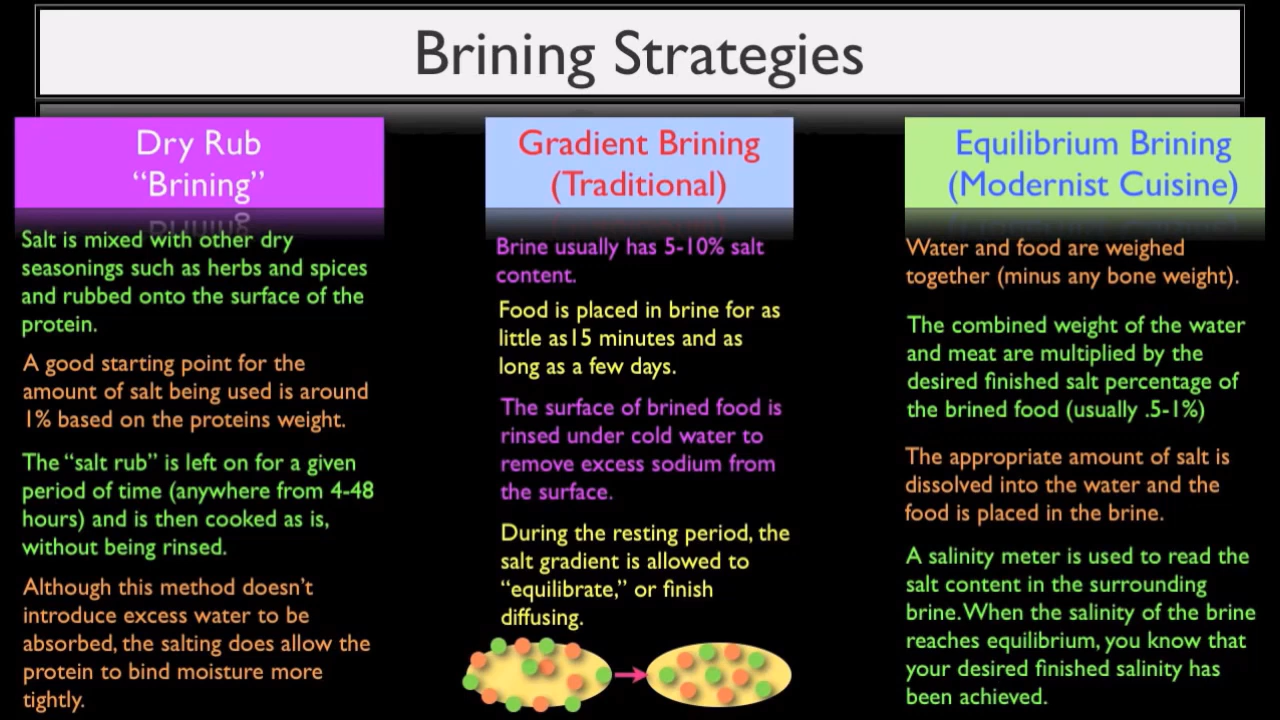 Brining Strategies
Dry Rub
“Brining”
Salt is mixed with other dry
seasonings such as herbs and spices
and rubbed onto the surface of the
protein.
A good starting point for the
amount of salt being used is around
1% based on the proteins weight.
The “salt rub” is left on for a given
period of time (anywhere from 4-48
hours) and is then cooked as is,
without being rinsed.
Although this method doesn’t
introduce excess water to be
absorbed, the salting does allow the
protein to bind moisture more
tightly.
Gradient Brining
(Traditional)
Brine usually has 5-10% salt
content.
Food is placed in brine for as
little as15 minutes and as
long as a few days.
The surface of brined food is
rinsed under cold water to
remove excess sodium from
the surface.
During the resting period, the
salt gradient is allowed to
“equilibrate,” or finish
diffusing.
Equilibrium Brining
(Modernist Cuisine)
Water and food are weighed
together (minus any bone weight).
The combined weight of the water
and meat are multiplied by the
desired finished salt percentage of
the brined food (usually .5-1%)
The appropriate amount of salt is
dissolved into the water and the
food is placed in the brine.
A salinity meter is used to read the
salt content in the surrounding
brine. When the salinity of the brine
reaches equilibrium, you know that
your desired finished salinity has
been achieved.